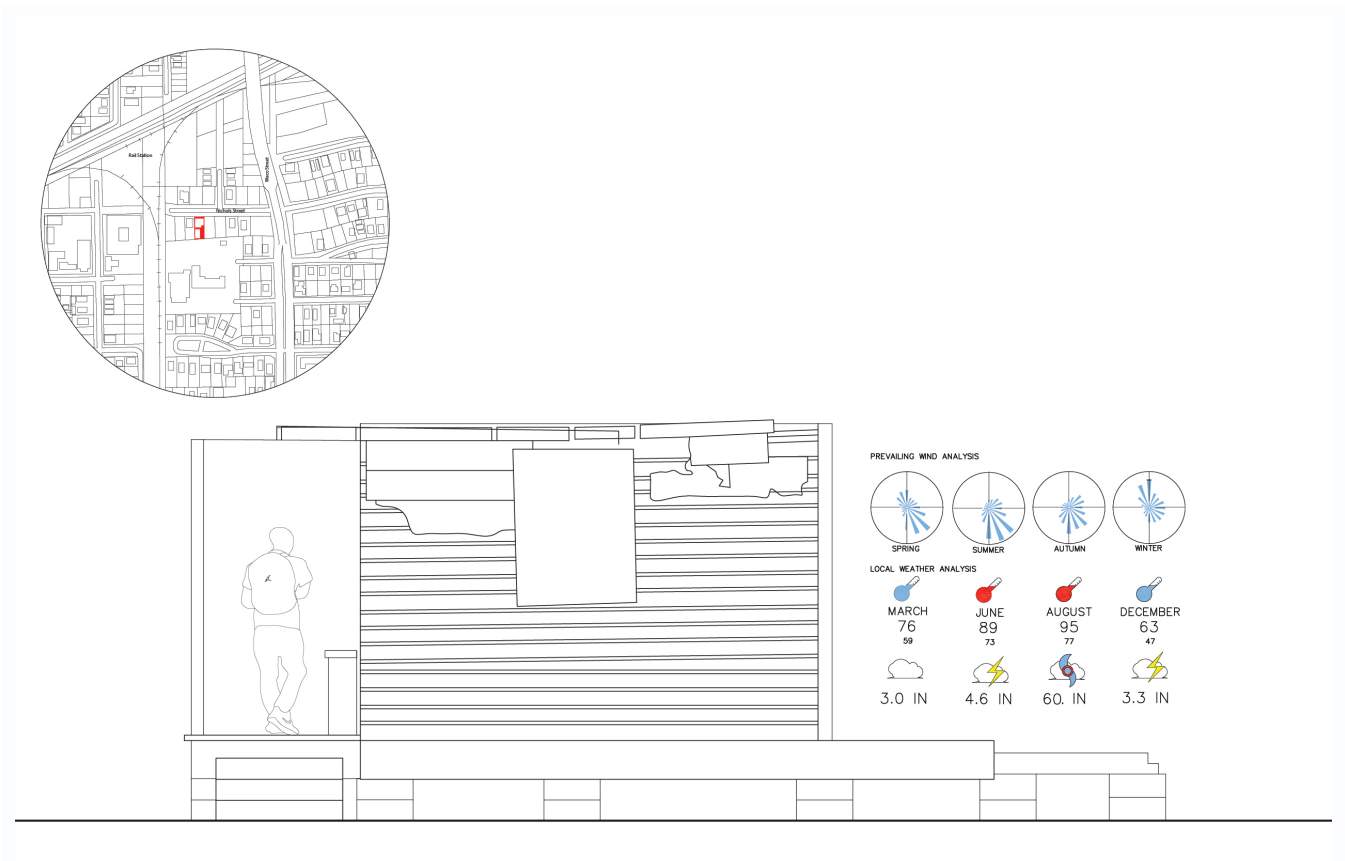 Rail Station
Waco Street
Nichols Street
PREVAILING WIND ANALYSIS
SPRING
SUMMER
AUTUMN
WINTER
LOCAL WEATHER ANALYSIS
MARCH
JUNE
AUGUST
DECEMBER
76
89
95
63
59
73
77
47
3.0 IN
4.6 IN
60. IN
3.3 IN